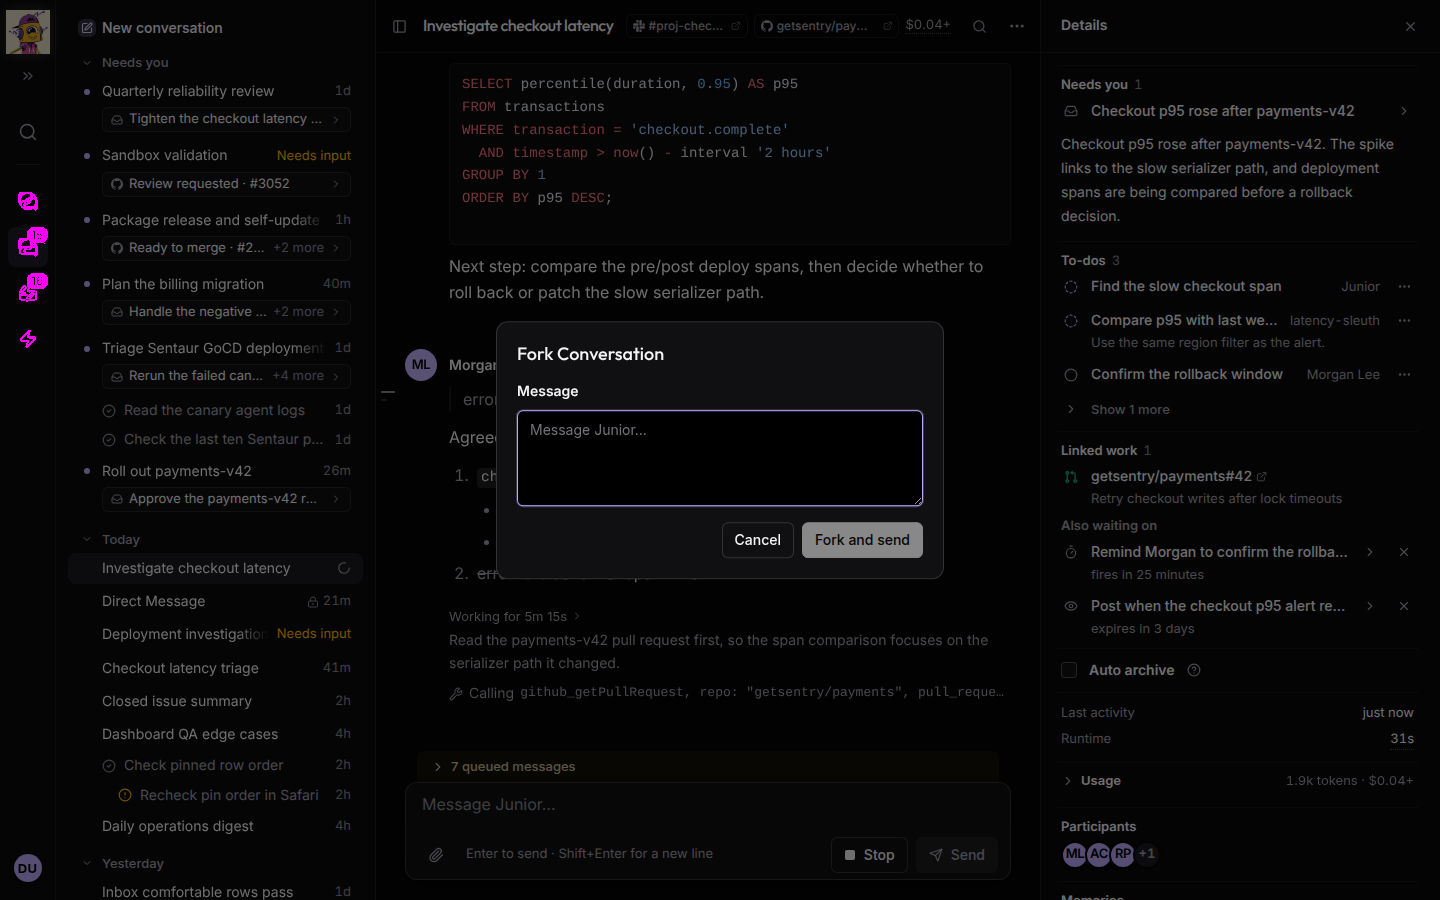 New conversation
Needs you
Quarterly reliability review 1d
Tighten the checkout latency ...
Sandbox validation Needs input
Review requested · #3052
Package release and self-update 1h
Ready to merge · #2... +2 more
Plan the billing migration 40m
Handle the negative ... +2 more
Triage Sentaur GoCD deployment 1d
Rerun the failed can... +4 more
Read the canary agent logs 1d
Check the last ten Sentaur p... 1d
Roll out payments-v42 26m
Approve the payments-v42 r...
Today
Investigate checkout latency
Direct Message 21m
Deployment investigation Needs input
Checkout latency triage 41m
Closed issue summary 2h
Dashboard QA edge cases 4h
Check pinned row order 2h
Recheck pin order in Safari 2h
Daily operations digest 4h
Yesterday
Inbox comfortable rows pass 1d
DU
Investigate checkout latency #proj-chec... getsentry/pay... $0.04+
SELECT percentile(duration, 0.95) AS p95
FROM transactions
WHERE transaction = 'checkout.complete'
AND timestamp > now() - interval '2 hours'
GROUP BY 1
ORDER BY p95 DESC;
Next step: compare the pre/post deploy spans, then decide whether to
roll back or patch the slow serializer path.
ML Morgan
erro
Agree
1. ch
2. err
Fork Conversation
Message
Message Junior...
Cancel Fork and send
Working for 5m 15s
Read the payments-v42 pull request first, so the span comparison focuses on the
serializer path it changed.
Calling github_getPullRequest, repo: "getsentry/payments", pull_reque…
7 queued messages
Message Junior...
Enter to send · Shift+Enter for a new line
Stop Send
Details
Needs you 1
Checkout p95 rose after payments-v42
Checkout p95 rose after payments-v42. The spike
links to the slow serializer path, and deployment
spans are being compared before a rollback
decision.
To-dos 3
Find the slow checkout span Junior
Compare p95 with last we... latency-sleuth
Use the same region filter as the alert.
Confirm the rollback window Morgan Lee
Show 1 more
Linked work 1
getsentry/payments#42
Retry checkout writes after lock timeouts
Also waiting on
Remind Morgan to confirm the rollba...
fires in 25 minutes
Post when the checkout p95 alert re...
expires in 3 days
Auto archive
Last activity just now
Runtime 31s
Usage 1.9k tokens · $0.04+
Participants
ML AC RP +1